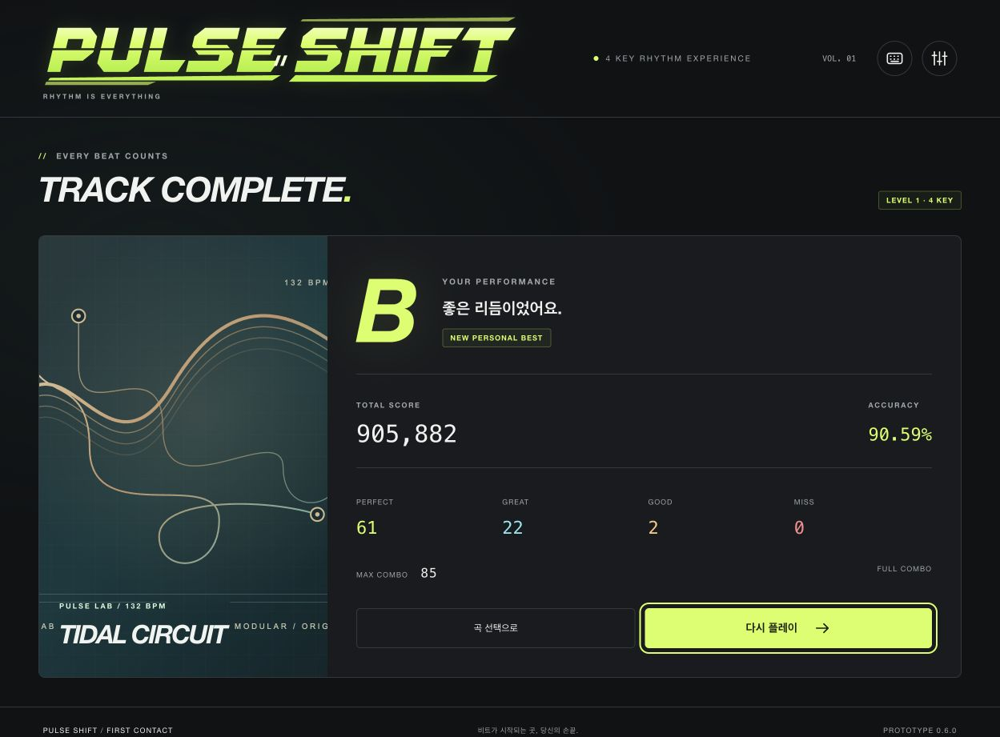 PULSE SHIFT
RHYTHM IS EVERYTHING
4 KEY RHYTHM EXPERIENCE
VOL. 01
// EVERY BEAT COUNTS
TRACK COMPLETE.
LEVEL 1 · 4 KEY
132 BPM
PULSE LAB / 132 BPM
AB
TIDAL CIRCUIT
MODULAR / ORIG
B
YOUR PERFORMANCE
좋은 리듬이었어요.
NEW PERSONAL BEST
TOTAL SCORE
905,882
ACCURACY
90.59%
PERFECT
61
GREAT
22
GOOD
2
MISS
0
MAX COMBO 85
FULL COMBO
곡 선택으로
다시 플레이 →
PULSE SHIFT / FIRST CONTACT
비트가 시작되는 곳, 당신의 손끝.
PROTOTYPE 0.6.0